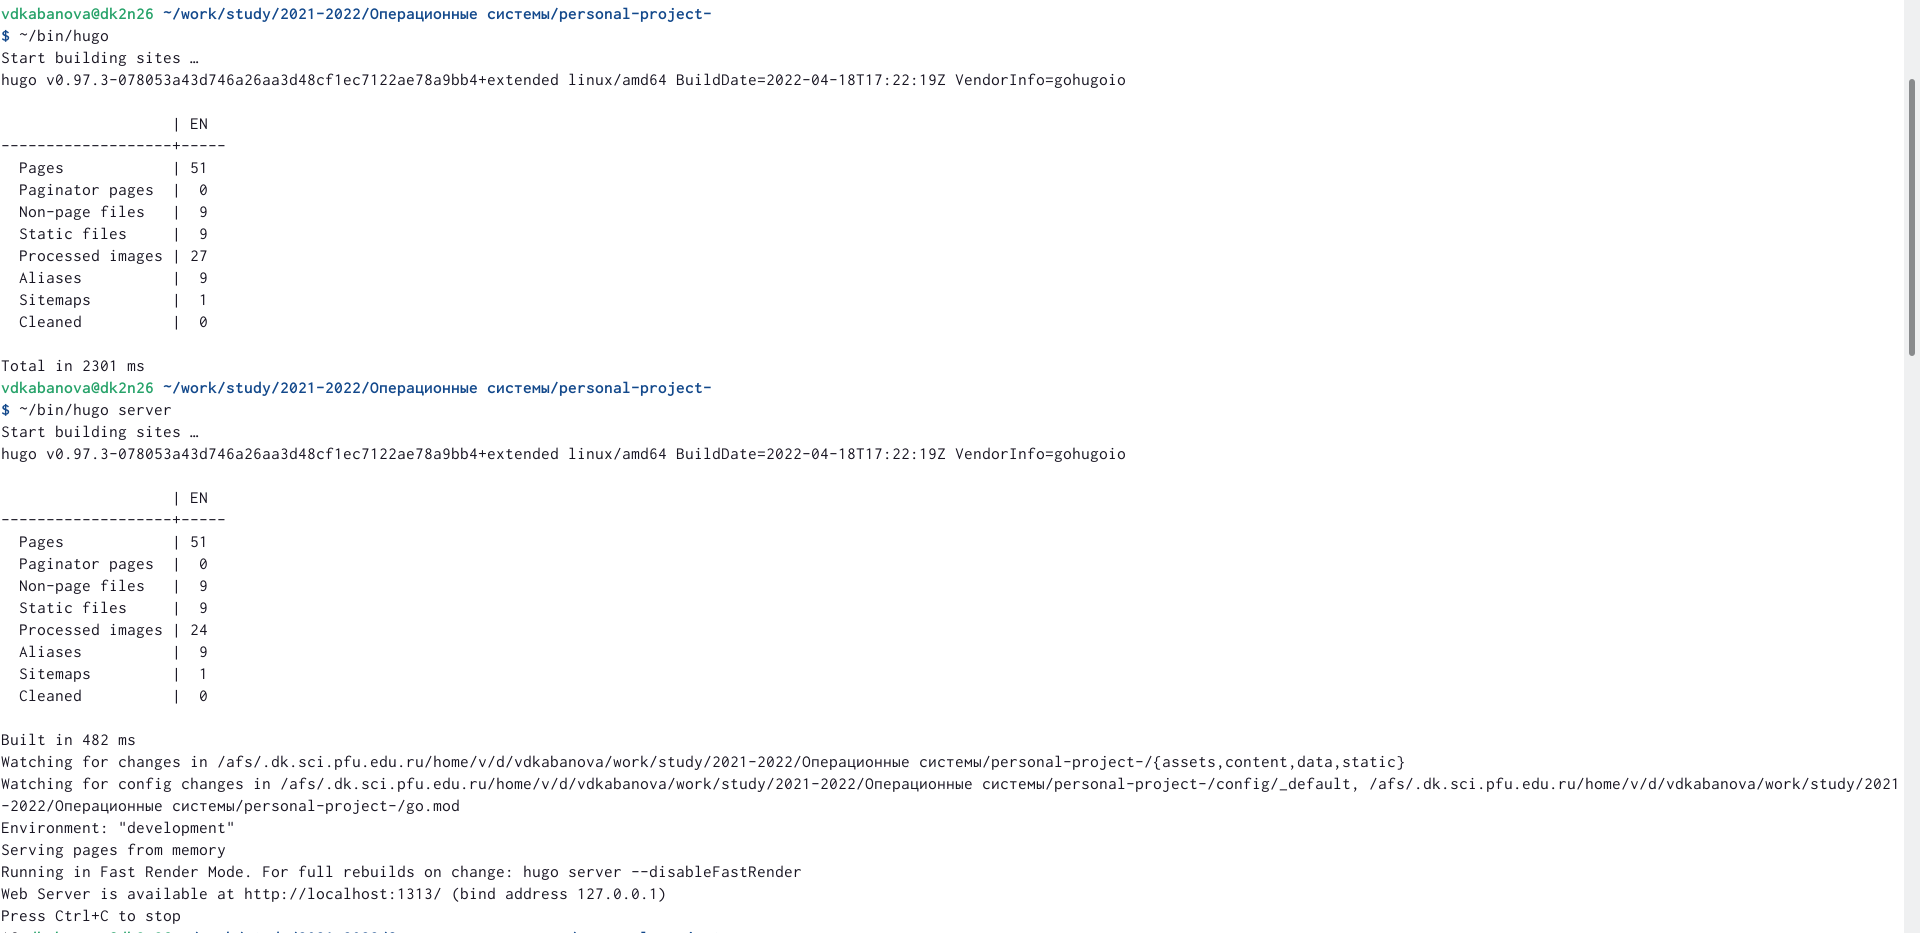 vdkabanova@dk2n26 ~/work/study/2021-2022/Операционные системы/personal-project-
$ ~/bin/hugo
Start building sites …
hugo v0.97.3-078053a43d746a26aa3d48cf1ec7122ae78a9bb4+extended linux/amd64 BuildDate=2022-04-18T17:22:19Z VendorInfo=gohugoio

                   | EN
-------------------+-----
  Pages            | 51
  Paginator pages  |  0
  Non-page files   |  9
  Static files     |  9
  Processed images | 27
  Aliases          |  9
  Sitemaps         |  1
  Cleaned          |  0

Total in 2301 ms
vdkabanova@dk2n26 ~/work/study/2021-2022/Операционные системы/personal-project-
$ ~/bin/hugo server
Start building sites …
hugo v0.97.3-078053a43d746a26aa3d48cf1ec7122ae78a9bb4+extended linux/amd64 BuildDate=2022-04-18T17:22:19Z VendorInfo=gohugoio

                   | EN
-------------------+-----
  Pages            | 51
  Paginator pages  |  0
  Non-page files   |  9
  Static files     |  9
  Processed images | 24
  Aliases          |  9
  Sitemaps         |  1
  Cleaned          |  0

Built in 482 ms
Watching for changes in /afs/.dk.sci.pfu.edu.ru/home/v/d/vdkabanova/work/study/2021-2022/Операционные системы/personal-project-/{assets,content,data,static}
Watching for config changes in /afs/.dk.sci.pfu.edu.ru/home/v/d/vdkabanova/work/study/2021-2022/Операционные системы/personal-project-/config/_default, /afs/.dk.sci.pfu.edu.ru/home/v/d/vdkabanova/work/study/2021
-2022/Операционные системы/personal-project-/go.mod
Environment: "development"
Serving pages from memory
Running in Fast Render Mode. For full rebuilds on change: hugo server --disableFastRender
Web Server is available at http://localhost:1313/ (bind address 127.0.0.1)
Press Ctrl+C to stop